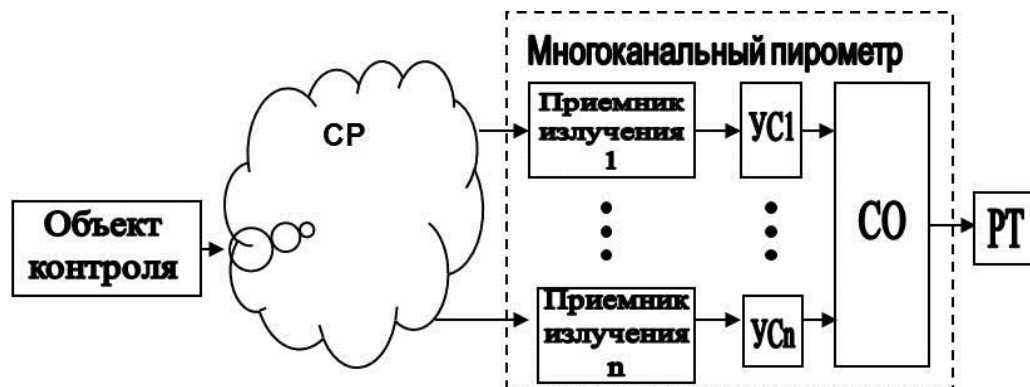 Многоканальный пирометр
Приемник
излучения
1
УС1
СР
Объект
контроля
СО
РТ
Приемник
излучения
n
УСn